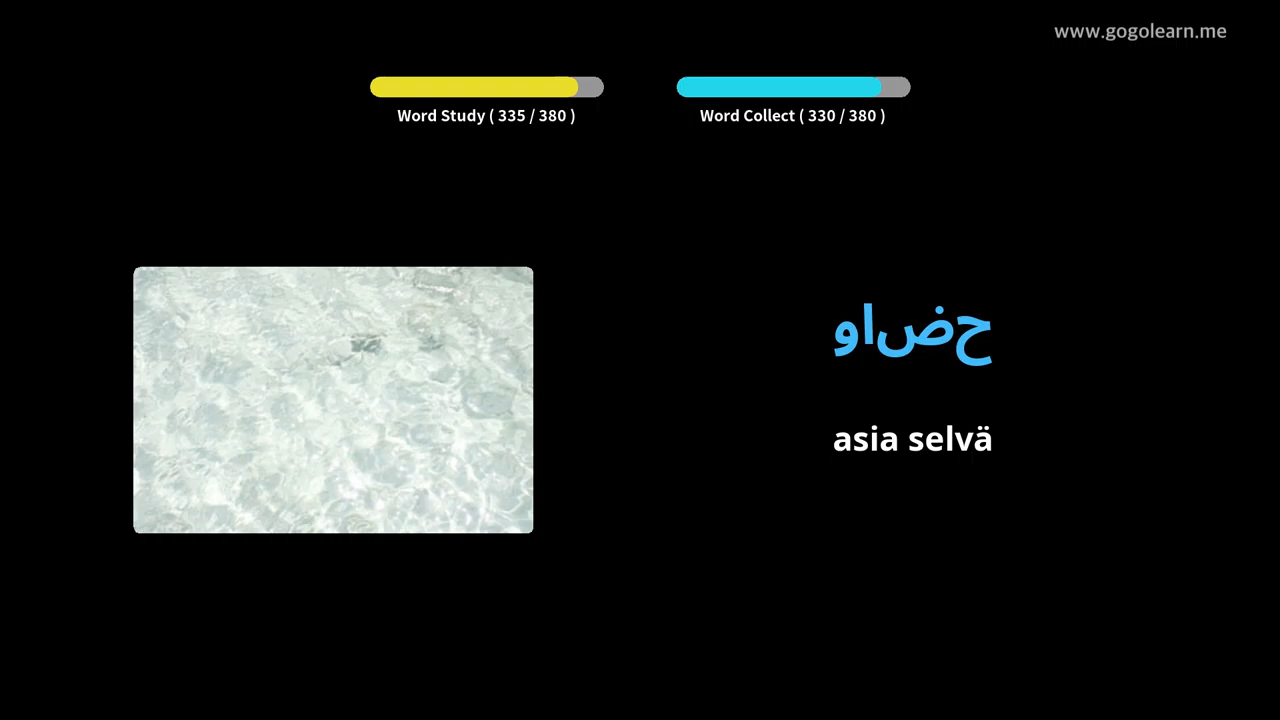 www.gogolearn.me
Word Study ( 335 / 380 )
Word Collect ( 330 / 380 )
واضح
asia selvä